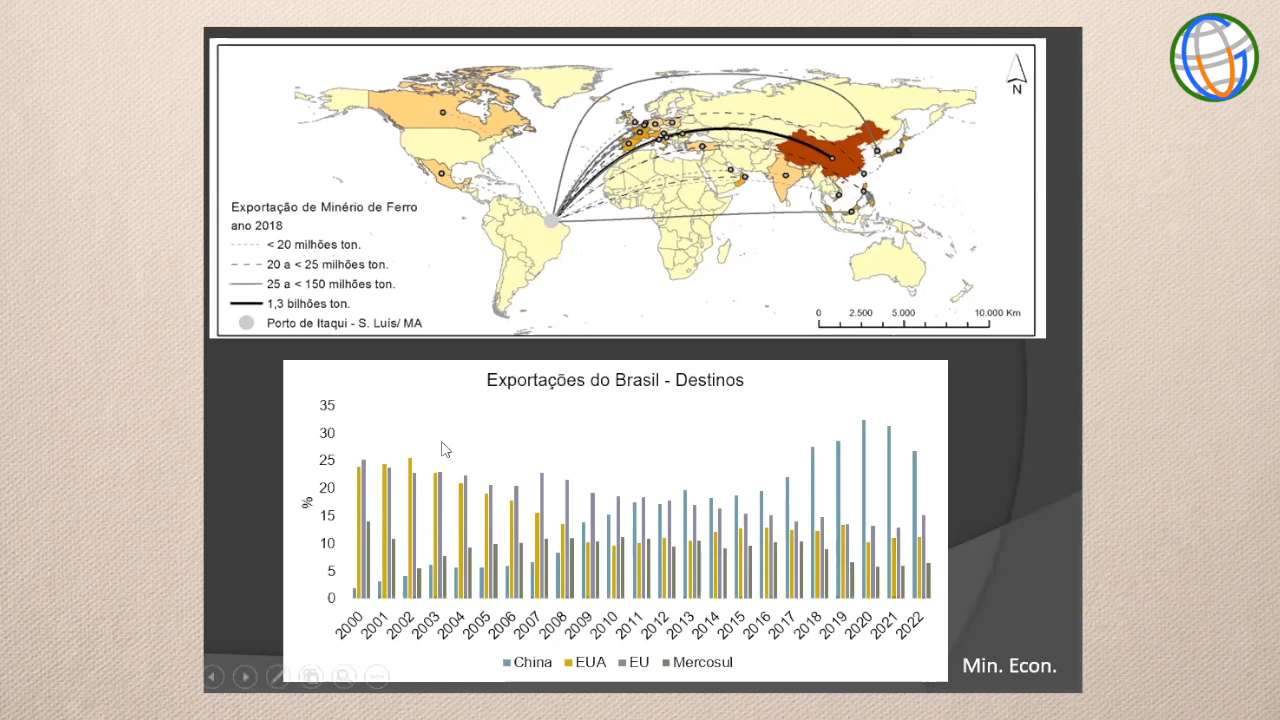 N
Exportação de Minério de Ferro
ano 2018
< 20 milhões ton.
20 a < 25 milhões ton.
25 a < 150 milhões ton.
1,3 bilhões ton.
Porto de Itaqui - S. Luís/ MA
0 2.500 5.000 10.000 Km
Exportações do Brasil - Destinos
%
35
30
25
20
15
10
5
0
2000 2001 2002 2003 2004 2005 2006 2007 2008 2009 2010 2011 2012 2013 2014 2015 2016 2017 2018 2019 2020 2021 2022
China EUA EU Mercosul
Min. Econ.